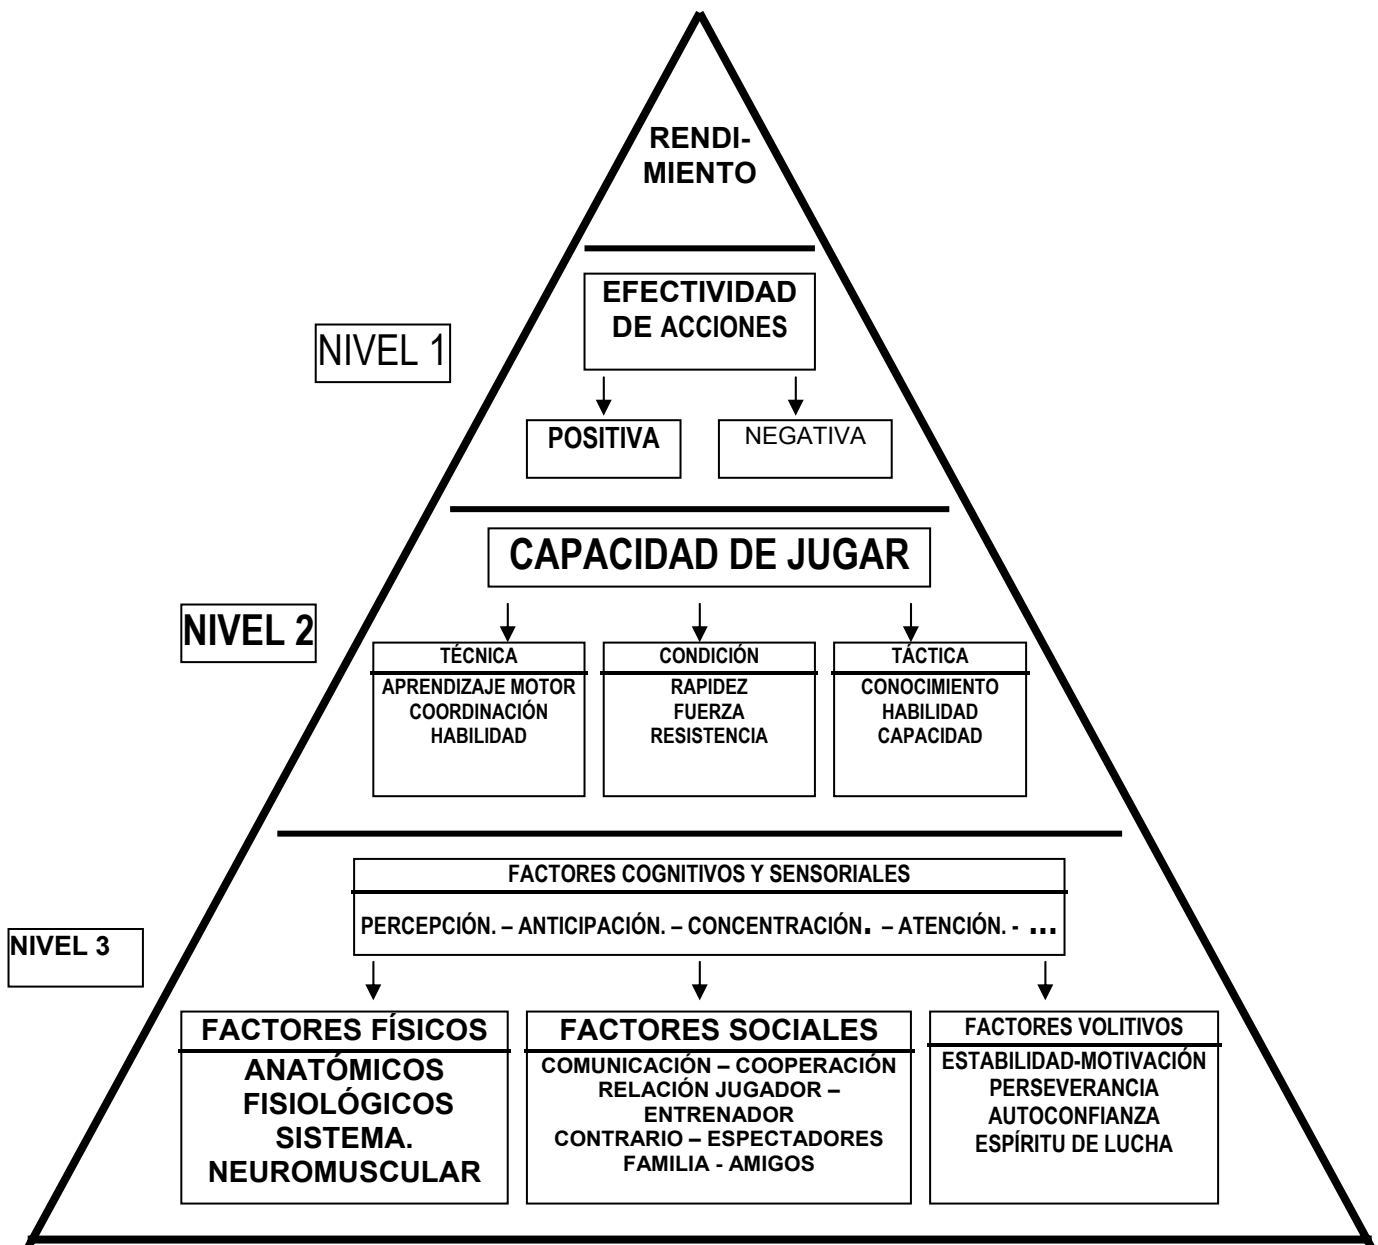 RENDI-
MIENTO
EFECTIVIDAD
DE ACCIONES
NIVEL 1
POSITIVA
NEGATIVA
CAPACIDAD DE JUGAR
NIVEL 2
TÉCNICA
APRENDIZAJE MOTOR
COORDINACIÓN
HABILIDAD
CONDICIÓN
RAPIDEZ
FUERZA
RESISTENCIA
TÁCTICA
CONOCIMIENTO
HABILIDAD
CAPACIDAD
FACTORES COGNITIVOS Y SENSORIALES
PERCEPCIÓN. – ANTICIPACIÓN. – CONCENTRACIÓN. – ATENCIÓN. - ...
NIVEL 3
FACTORES FÍSICOS
ANATÓMICOS
FISIOLÓGICOS
SISTEMA.
NEUROMUSCULAR
FACTORES SOCIALES
COMUNICACIÓN – COOPERACIÓN
RELACIÓN JUGADOR –
ENTRENADOR
CONTRARIO – ESPECTADORES
FAMILIA - AMIGOS
FACTORES VOLITIVOS
ESTABILIDAD-MOTIVACIÓN
PERSEVERANCIA
AUTOCONFIANZA
ESPÍRITU DE LUCHA